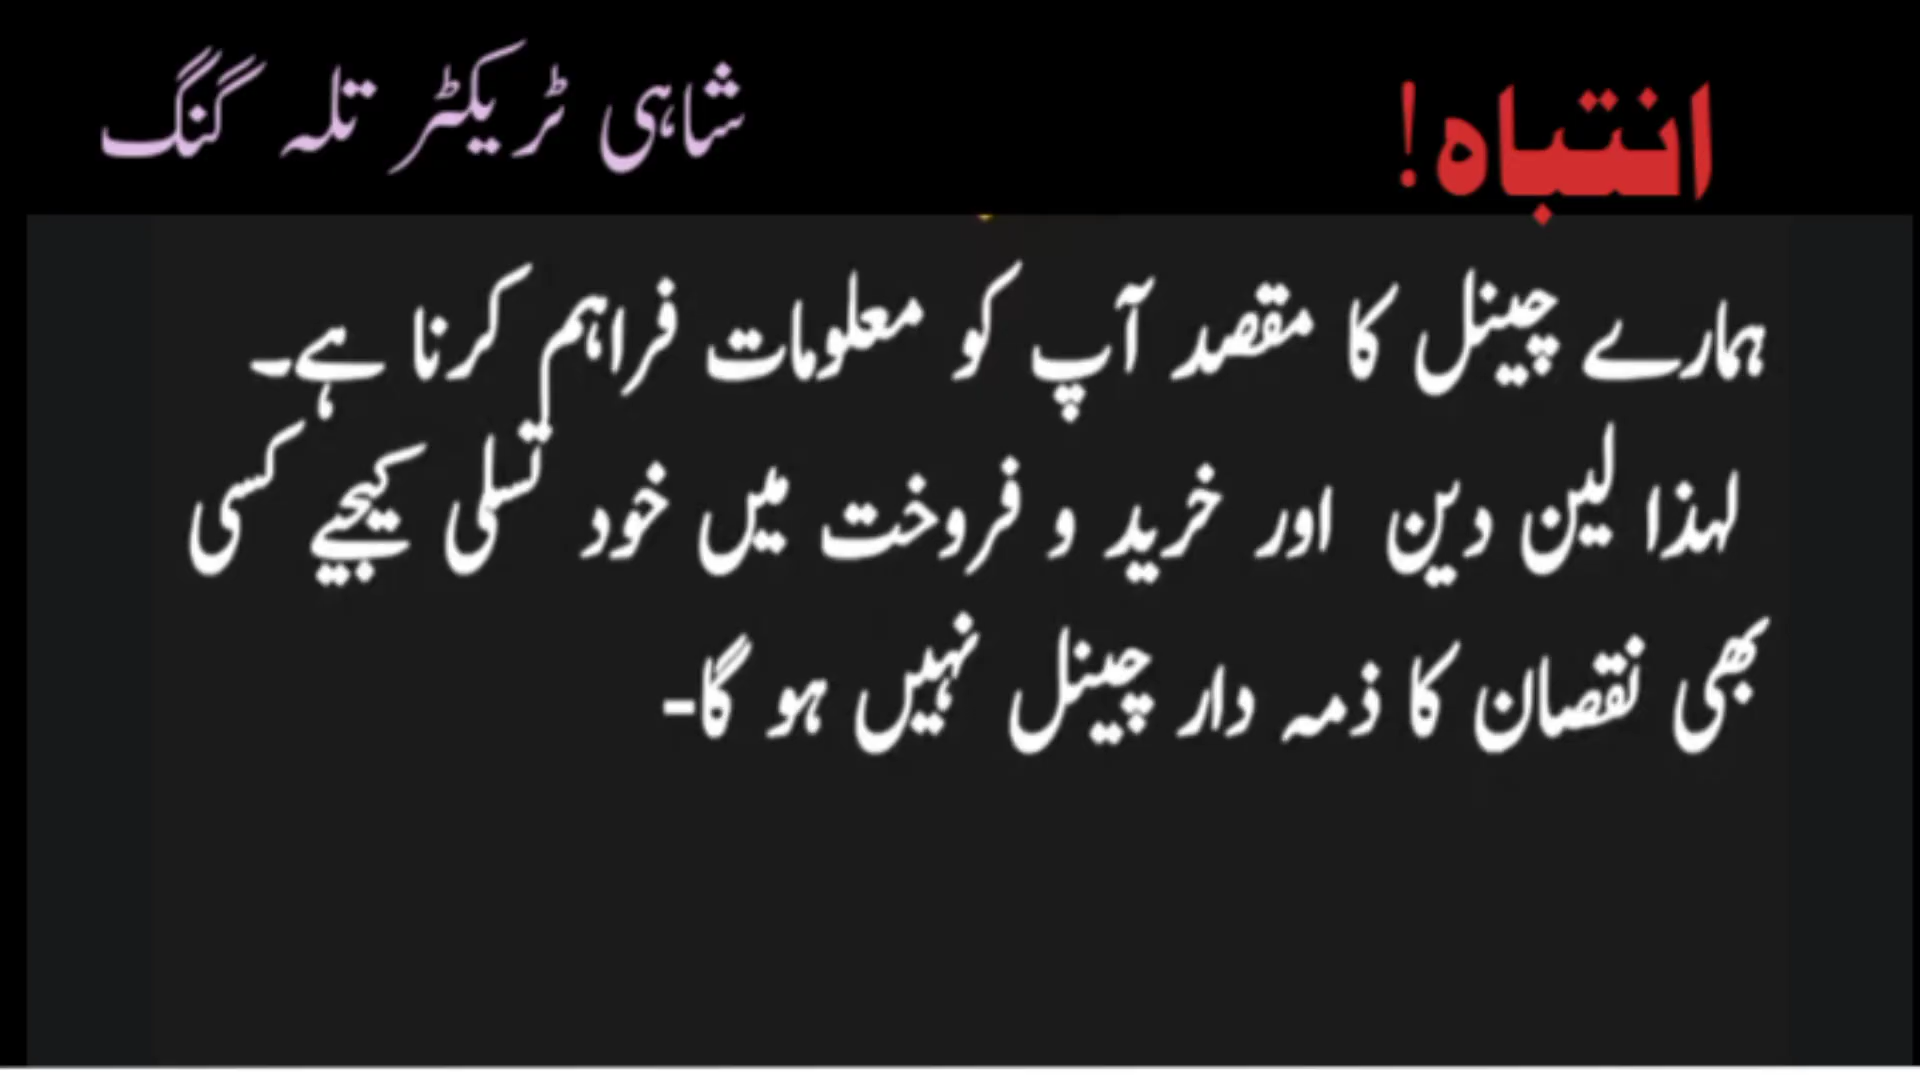 انتباہ!
شاہی ٹریکٹر تلہ گنگ
ہمارے چینل کا مقصد آپ کو معلومات فراہم کرنا ہے۔
لہذا لین دین اور خرید و فروخت میں خود تسلی کیجیے کسی
بھی نقصان کا ذمہ دار چینل نہیں ہو گا-